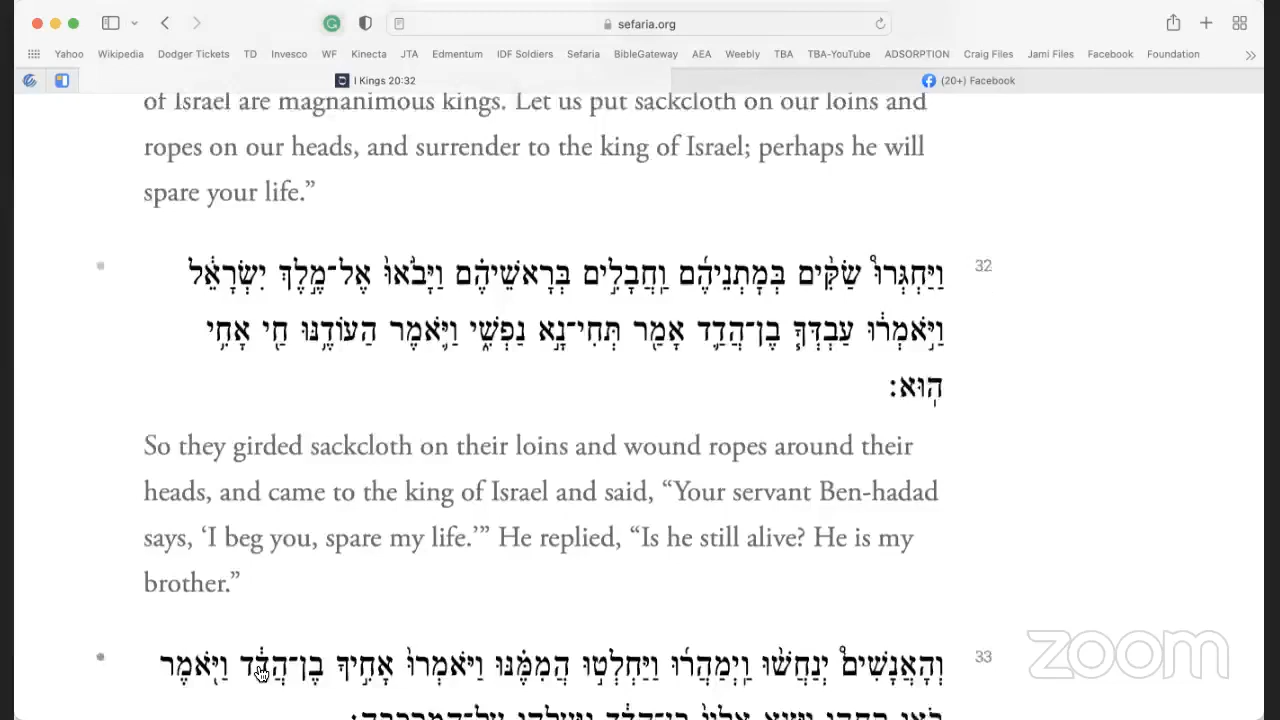 sefaria.org
Yahoo Wikipedia Dodger Tickets TD Invesco WF Kinecta JTA Edmentum IDF Soldiers Sefaria BibleGateway AEA Weebly TBA TBA-YouTube ADSORPTION Craig Files Jami Files Facebook Foundation
I Kings 20:32 (20+) Facebook
of Israel are magnanimous kings. Let us put sackcloth on our loins and
ropes on our heads, and surrender to the king of Israel; perhaps he will
spare your life.”
32
וַיַּחְגְּרוּ֩ שַׂקִּ֨ים בְּמׇתְנֵיהֶ֜ם וַחֲבָלִ֣ים בְּרָאשֵׁיהֶ֗ם וַיָּבֹ֙אוּ֙ אֶל־מֶ֣לֶךְ יִשְׂרָאֵ֔ל
וַיֹּ֣אמְר֔וּ עַבְדְּךָ֧ בֶן־הֲדַ֛ד אָמַ֖ר תְּחִי־נָ֣א נַפְשִׁ֑י וַיֹּ֛אמֶר הַעוֹדֶ֥נּוּ חַ֖י אָחִ֥י
הֽוּא׃
So they girded sackcloth on their loins and wound ropes around their
heads, and came to the king of Israel and said, “Your servant Ben-hadad
says, ‘I beg you, spare my life.’” He replied, “Is he still alive? He is my
brother.”
33
וְהָאֲנָשִׁים֩ יְנַחֲשׁ֨וּ וַֽיְמַהֲר֜וּ וַיַּחְלְט֣וּ הֲמִמֶּ֗נּוּ וַיֹּֽאמְרוּ֙ אָחִ֣יךָ בֶן־הֲדַ֔ד וַיֹּ֖אמֶר
zoom